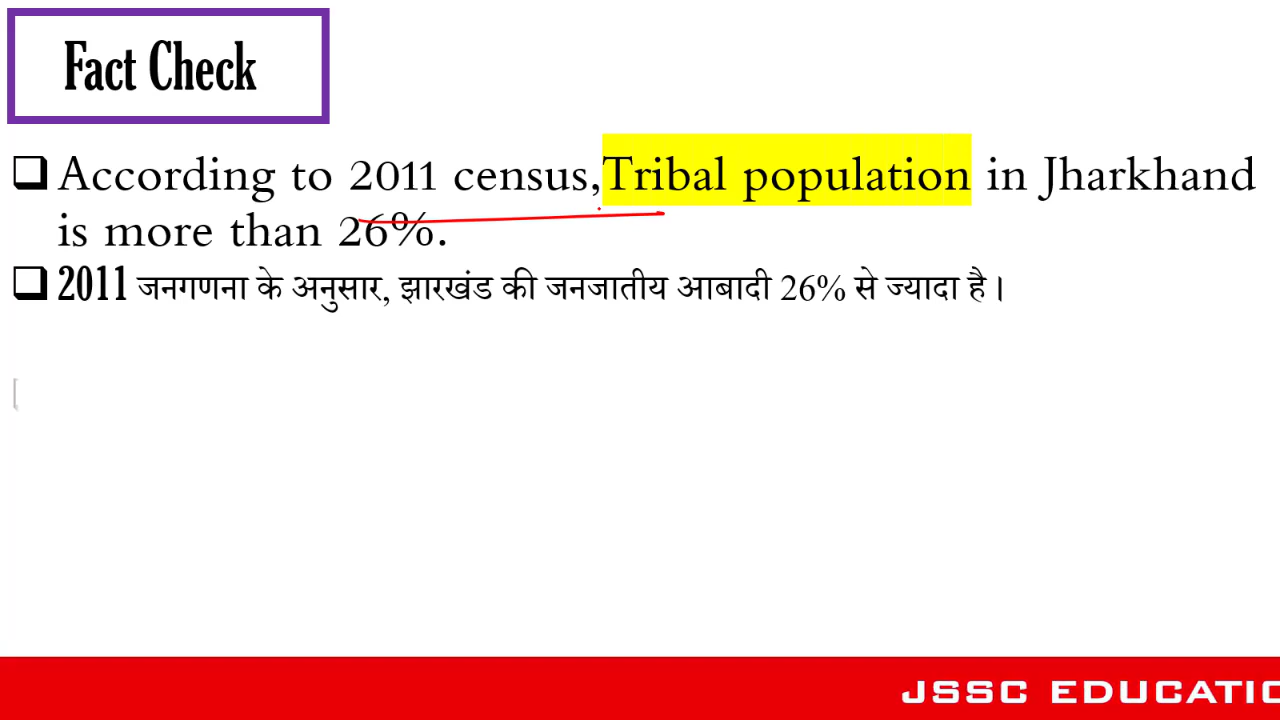 Fact Check
According to 2011 census,Tribal population in Jharkhand
is more than 26%.
2011 जनगणना के अनुसार, झारखंड की जनजातीय आबादी 26% से ज्यादा है।
JSSC EDUCATIO